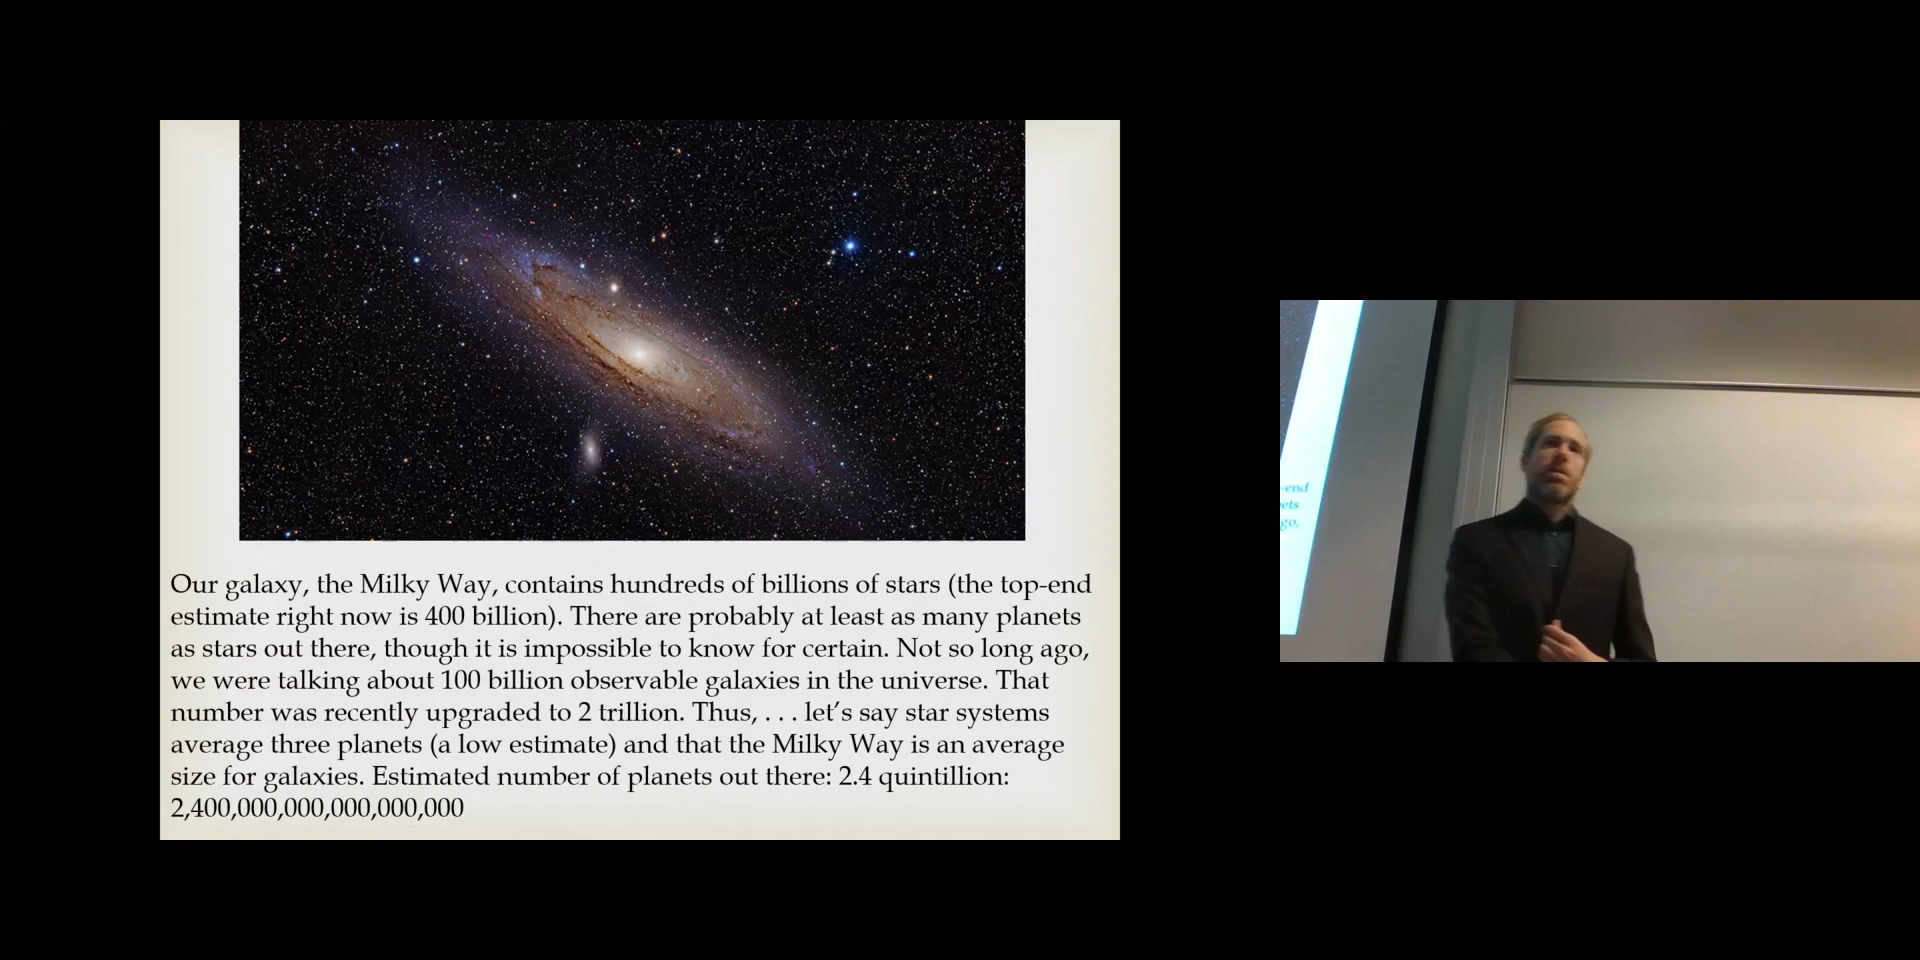 Our galaxy, the Milky Way, contains hundreds of billions of stars (the top-end
estimate right now is 400 billion). There are probably at least as many planets
as stars out there, though it is impossible to know for certain. Not so long ago,
we were talking about 100 billion observable galaxies in the universe. That
number was recently upgraded to 2 trillion. Thus, . . . let's say star systems
average three planets (a low estimate) and that the Milky Way is an average
size for galaxies. Estimated number of planets out there: 2.4 quintillion:
2,400,000,000,000,000,000
-end
ets
go,